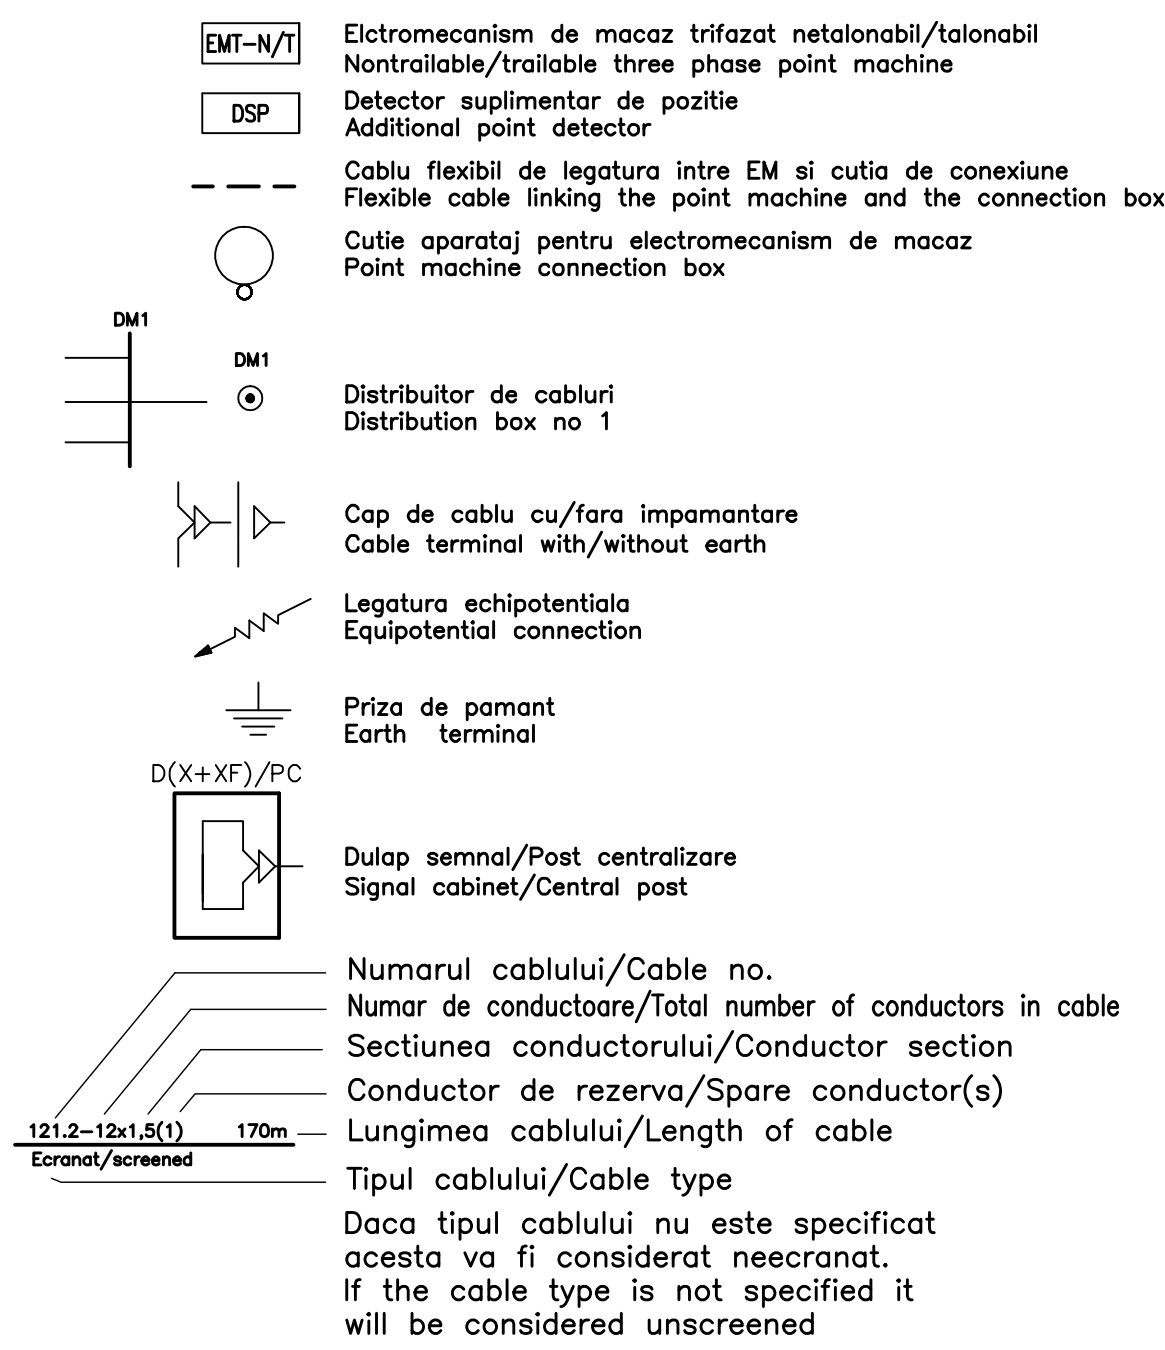 EMT-N/T
Elctromecanism de macaz trifazat netalonabil/talonabil
Nontrailable/trailable three phase point machine
DSP
Detector suplimentar de pozitie
Additional point detector
Cablu flexibil de legatura intre EM si cutia de conexiune
Flexible cable linking the point machine and the connection box
Cutie aparataj pentru electromecanism de macaz
Point machine connection box
DM1
DM1
Distribuitor de cabluri
Distribution box no 1
Cap de cablu cu/fara impamantare
Cable terminal with/without earth
Legatura echipotentiala
Equipotential connection
Priza de pamant
Earth terminal
D(X+XF)/PC
Dulap semnal/Post centralizare
Signal cabinet/Central post
Numarul cablului/Cable no.
Numar de conductoare/Total number of conductors in cable
Sectiunea conductorului/Conductor section
Conductor de rezerva/Spare conductor(s)
121.2-12x1,5(1) 170m
Lungimea cablului/Length of cable
Ecranat/screened
Tipul cablului/Cable type
Daca tipul cablului nu este specificat
acesta va fi considerat neecranat.
If the cable type is not specified it
will be considered unscreened